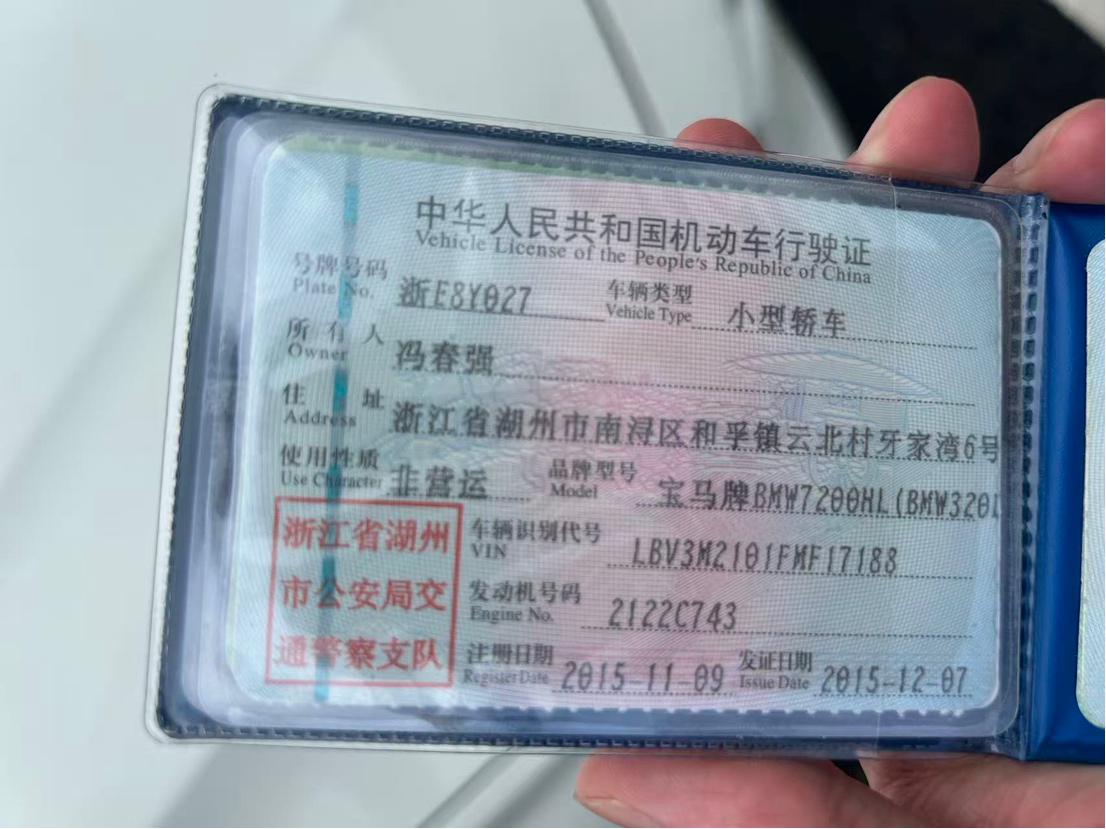 中华人民共和国机动车行驶证
Vehicle License of the People's Republic of China
号牌号码 浙E8Y027 车辆类型 小型轿车
Plate No. Vehicle Type
所有人 冯春强
Owner
住址 浙江省湖州市南浔区和孚镇云北村牙家湾6号
Address
使用性质 非营运 品牌型号 宝马牌BMW7200HL(BMW320L
Use Character Model
浙江省湖州
市公安局交
通警察支队
车辆识别代号 LBV3M2101FMF17188
VIN
发动机号码 2122C743
Engine No.
注册日期 2015-11-09 发证日期 2015-12-07
Register Date Issue Date